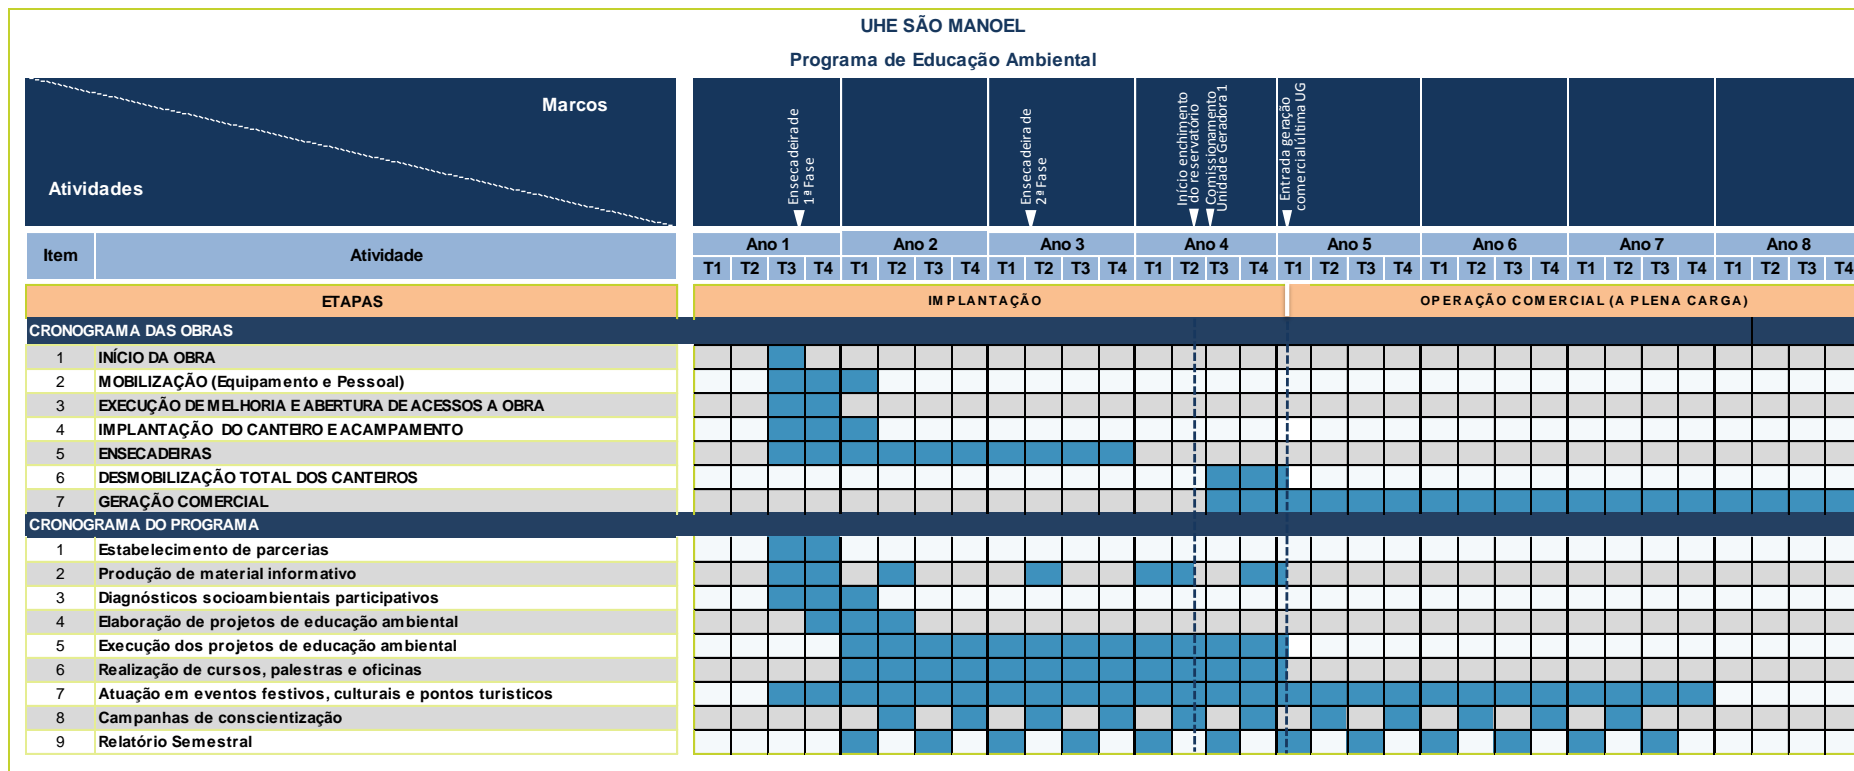 UHE SÃO MANOEL
Programa de Educação Ambiental
Marcos
Atividades
Ensecadeira de
1ª Fase
Ensecadeira de
2ª Fase
Início enchimento
do reservatório
Comissionamento
Unidade Geradora 1
Entrada geração
comercial última UG
Item Atividade Ano 1 Ano 2 Ano 3 Ano 4 Ano 5 Ano 6 Ano 7 Ano 8
T1 T2 T3 T4 T1 T2 T3 T4 T1 T2 T3 T4 T1 T2 T3 T4 T1 T2 T3 T4 T1 T2 T3 T4 T1 T2 T3 T4 T1 T2 T3 T4
ETAPAS IMPLANTAÇÃO OPERAÇÃO COMERCIAL (A PLENA CARGA)
CRONOGRAMA DAS OBRAS
1 INÍCIO DA OBRA
2 MOBILIZAÇÃO (Equipamento e Pessoal)
3 EXECUÇÃO DE MELHORIA E ABERTURA DE ACESSOS A OBRA
4 IMPLANTAÇÃO DO CANTEIRO E ACAMPAMENTO
5 ENSECADEIRAS
6 DESMOBILIZAÇÃO TOTAL DOS CANTEIROS
7 GERAÇÃO COMERCIAL
CRONOGRAMA DO PROGRAMA
1 Estabelecimento de parcerias
2 Produção de material informativo
3 Diagnósticos socioambientais participativos
4 Elaboração de projetos de educação ambiental
5 Execução dos projetos de educação ambiental
6 Realização de cursos, palestras e oficinas
7 Atuação em eventos festivos, culturais e pontos turisticos
8 Campanhas de conscientização
9 Relatório Semestral